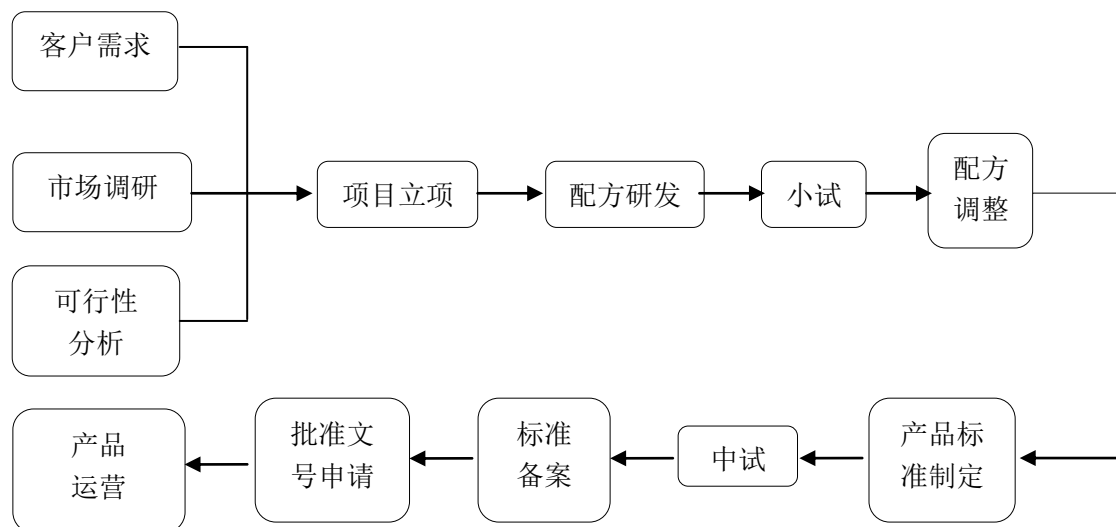 客户需求
市场调研
可行性
分析
项目立项
配方研发
小试
配方
调整
产品标
准制定
中试
标准
备案
批准文
号申请
产品
运营